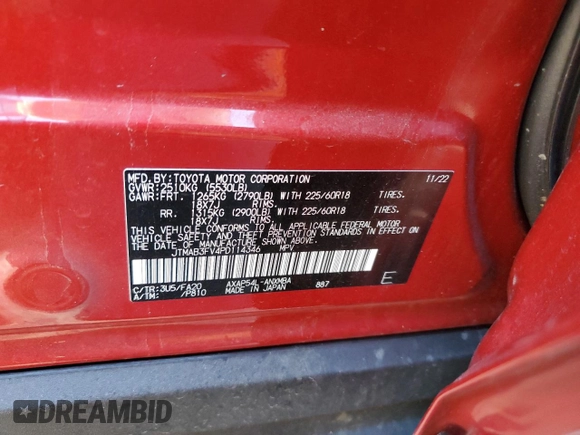 MFD.BY:TOYOTA MOTOR CORPORATION 11/22
GVWR:2510KG (5530LB)
GAWR:FRT. 1265KG (2790LB) WITH 225/60R18 TIRES.
18X7J RIMS.
RR. 1315KG (2900LB) WITH 225/60R18 TIRES.
18X7J RIMS.
THIS VEHICLE CONFORMS TO ALL APPLICABLE FEDERAL MOTOR
VEHICLE SAFETY, BUMPER, AND THEFT PREVENTION STANDARDS IN EFFECT
ON THE DATE OF MANUFACTURE SHOWN ABOVE.
JTMAB3FV4PD114346 MPV
E
C/TR:3U5/FA20 AXAP54L-ANXMBA 887
A/TM: /P810 MADE IN JAPAN
DREAMBID